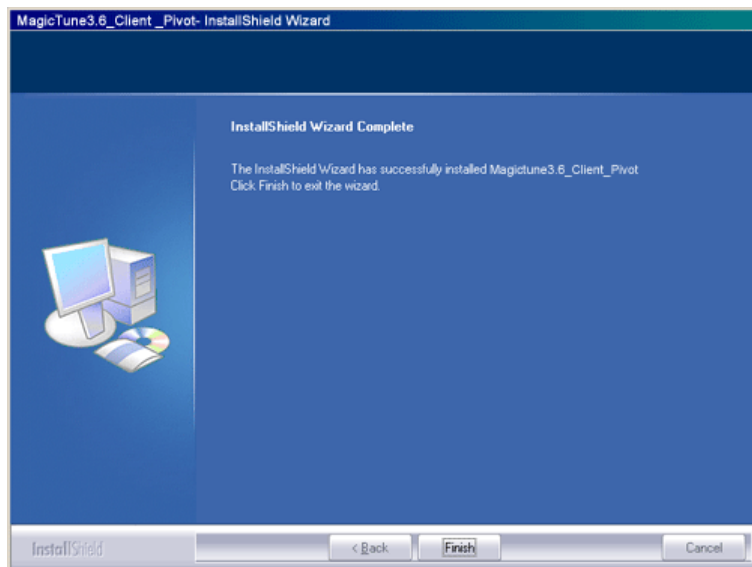 MagicTune3.6_Client _Pivot- InstallShield Wizard
InstallShield Wizard Complete
The InstallShield Wizard has successfully installed Magictune3.6_Client_Pivot
Click Finish to exit the wizard.
InstallShield
< Back
Finish
Cancel